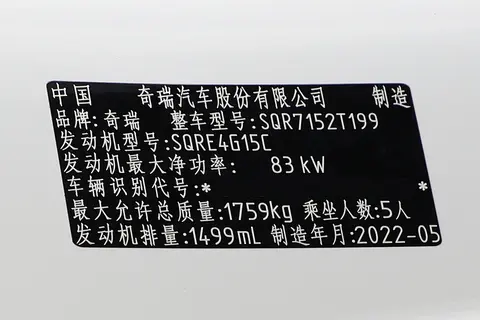 中国 奇瑞汽车股份有限公司 制造
品牌:奇瑞 整车型号:SQR7152T199
发动机型号:SQRE4G15C
发动机最大净功率: 83 kW
车辆识别代号:* *
最大允许总质量:1759kg 乘坐人数:5人
发动机排量:1499mL 制造年月:2022-05